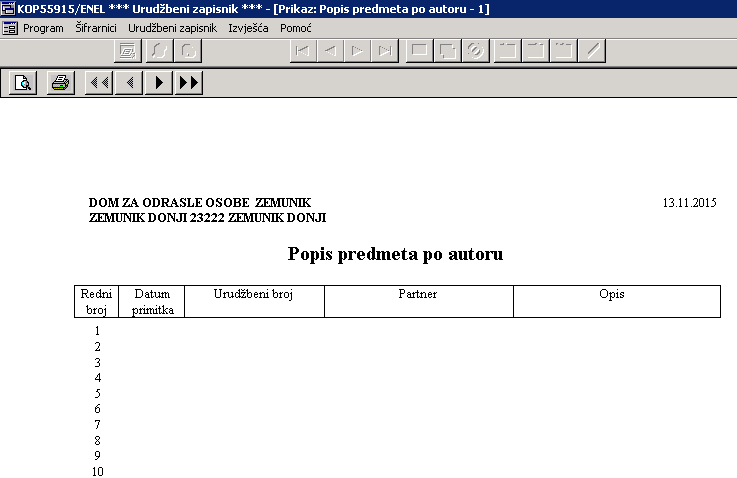 KOP55915/ENEL *** Urudžbeni zapisnik *** - [Prikaz: Popis predmeta po autoru - 1]
Program Šifrarnici Urudžbeni zapisnik Izvješća Pomoć
DOM ZA ODRASLE OSOBE ZEMUNIK 13.11.2015
ZEMUNIK DONJI 23222 ZEMUNIK DONJI
Popis predmeta po autoru
Redni Datum Urudžbeni broj Partner Opis
broj primitka
1
2
3
4
5
6
7
8
9
10